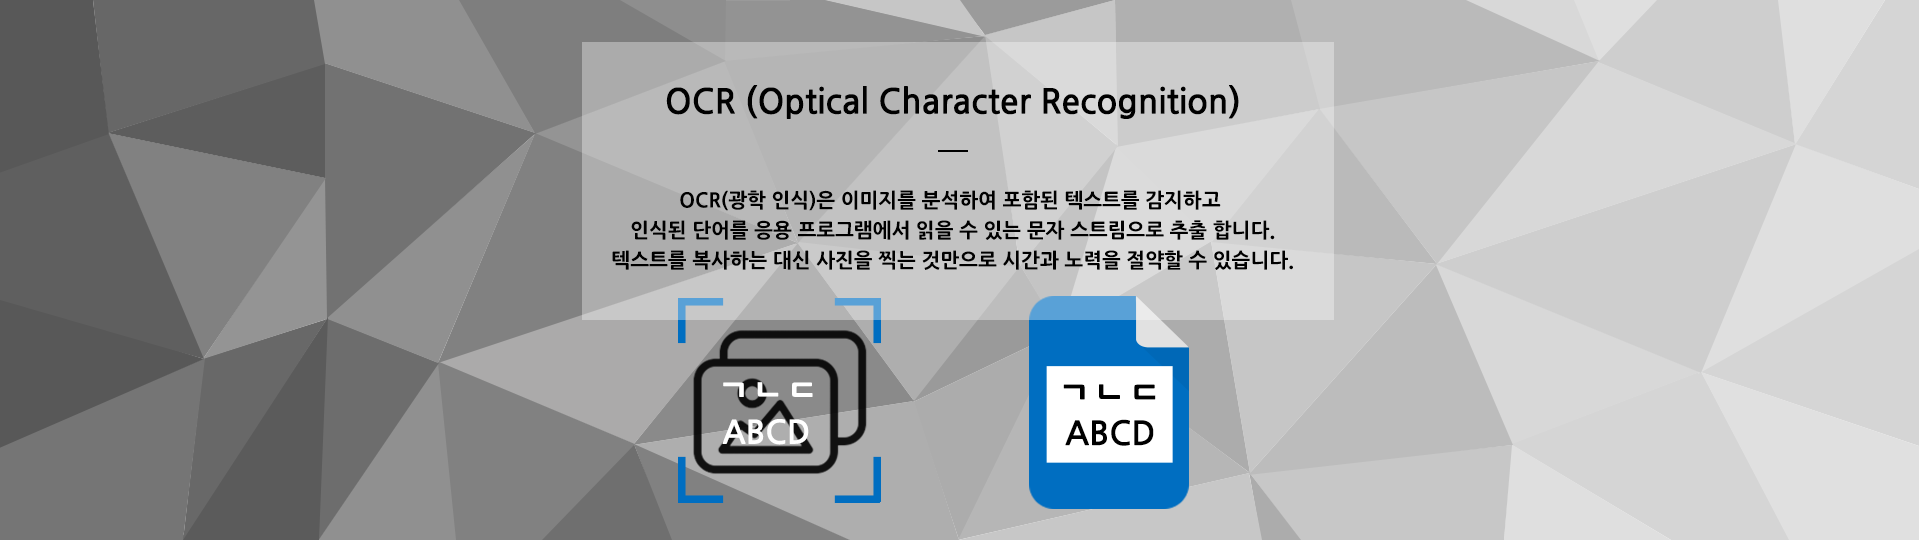 OCR (Optical Character Recognition)
OCR(광학 인식)은 이미지를 분석하여 포함된 텍스트를 감지하고
인식된 단어를 응용 프로그램에서 읽을 수 있는 문자 스트림으로 추출 합니다.
텍스트를 복사하는 대신 사진을 찍는 것만으로 시간과 노력을 절약할 수 있습니다.
ㄱㄴㄷ
ABCD
ㄱㄴㄷ
ABCD